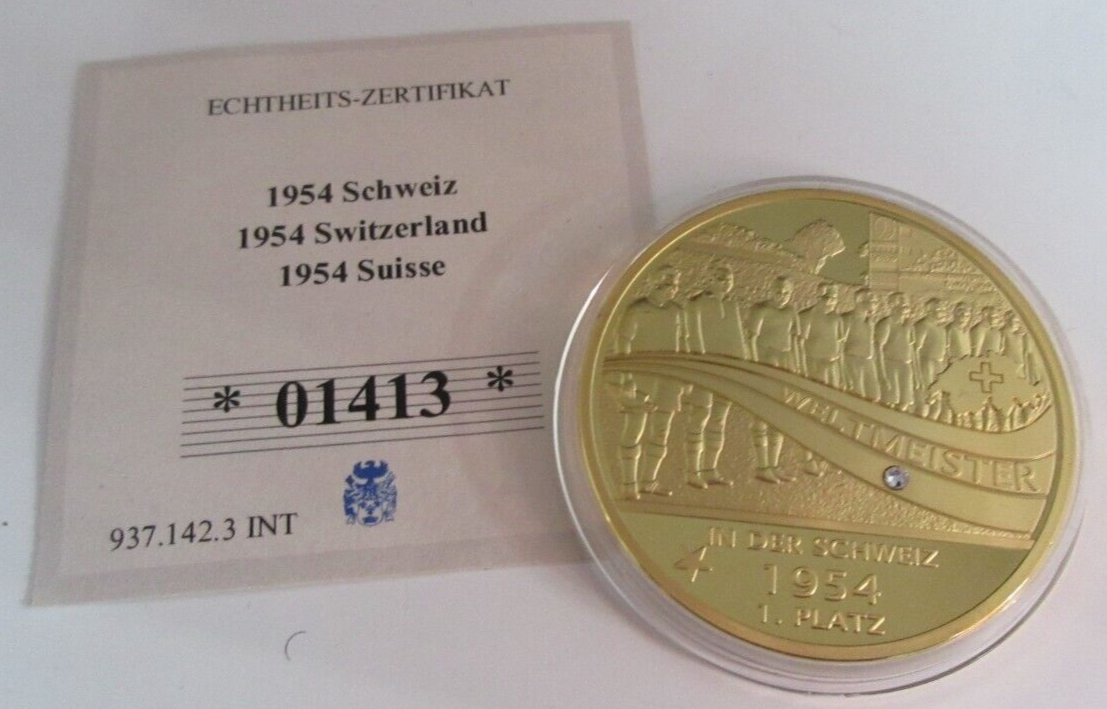 ECHTHEITS-ZERTIFIKAT
1954 Schweiz
1954 Switzerland
1954 Suisse
* 01413 *
937.142.3 INT
WELTMEISTER
IN DER SCHWEIZ
1954
1. PLATZ